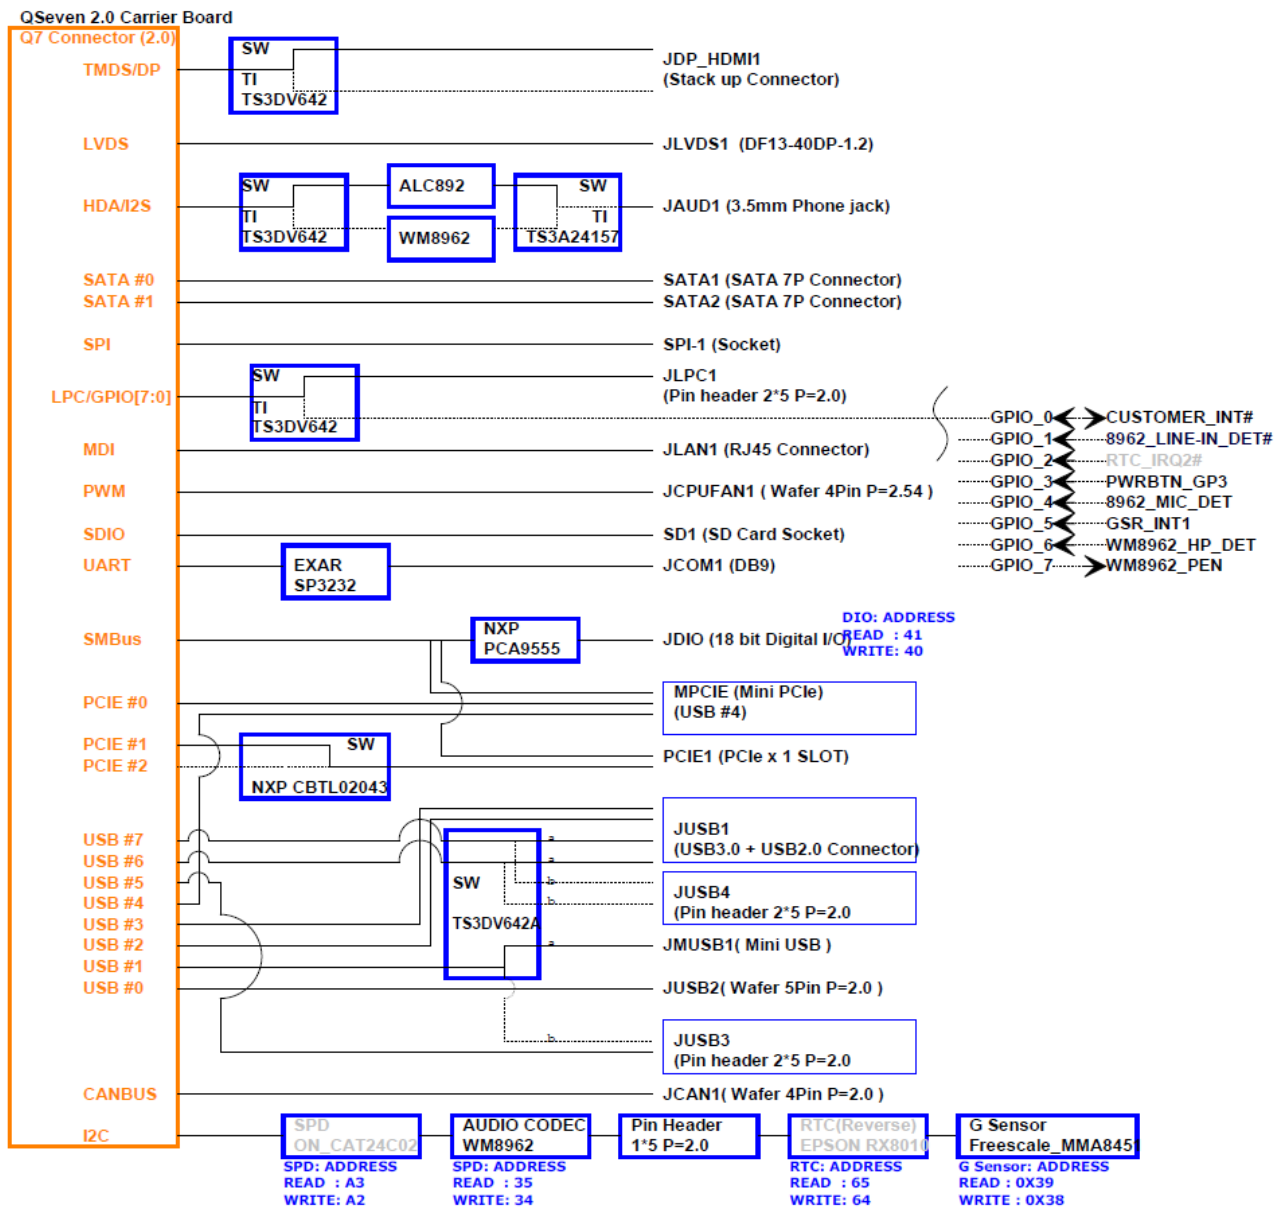 QSeven 2.0 Carrier Board
Q7 Connector (2.0)
TMDS/DP
SW
TI
TS3DV642
JDP_HDMI1
(Stack up Connector)
LVDS
JLVDS1 (DF13-40DP-1.2)
HDA/I2S
SW
TI
TS3DV642
ALC892
WM8962
SW
TI
TS3A24157
JAUD1 (3.5mm Phone jack)
SATA #0
SATA1 (SATA 7P Connector)
SATA #1
SATA2 (SATA 7P Connector)
SPI
SPI-1 (Socket)
LPC/GPIO[7:0]
SW
TI
TS3DV642
JLPC1
(Pin header 2*5 P=2.0)
GPIO_0 CUSTOMER_INT#
GPIO_1 8962_LINE-IN_DET#
GPIO_2 RTC_IRQ2#
GPIO_3 PWRBTN_GP3
GPIO_4 8962_MIC_DET
GPIO_5 GSR_INT1
GPIO_6 WM8962_HP_DET
GPIO_7 WM8962_PEN
MDI
JLAN1 (RJ45 Connector)
PWM
JCPUFAN1 ( Wafer 4Pin P=2.54 )
SDIO
SD1 (SD Card Socket)
UART
EXAR
SP3232
JCOM1 (DB9)
SMBus
NXP
PCA9555
JDIO (18 bit Digital I/O)
DIO: ADDRESS
READ : 41
WRITE: 40
PCIE #0
MPCIE (Mini PCIe)
(USB #4)
PCIE #1
PCIE #2
SW
NXP CBTL02043
PCIE1 (PCIe x 1 SLOT)
USB #7
USB #6
USB #5
USB #4
USB #3
USB #2
USB #1
USB #0
SW
TS3DV642A
a
a
b
b
a
b
JUSB1
(USB3.0 + USB2.0 Connector)
JUSB4
(Pin header 2*5 P=2.0
JMUSB1( Mini USB )
JUSB2( Wafer 5Pin P=2.0 )
JUSB3
(Pin header 2*5 P=2.0
CANBUS
JCAN1( Wafer 4Pin P=2.0 )
I2C
SPD
ON_CAT24C02
SPD: ADDRESS
READ : A3
WRITE: A2
AUDIO CODEC
WM8962
SPD: ADDRESS
READ : 35
WRITE: 34
Pin Header
1*5 P=2.0
RTC(Reverse)
EPSON RX8010
RTC: ADDRESS
READ : 65
WRITE: 64
G Sensor
Freescale_MMA8451
G Sensor: ADDRESS
READ : 0X39
WRITE : 0X38